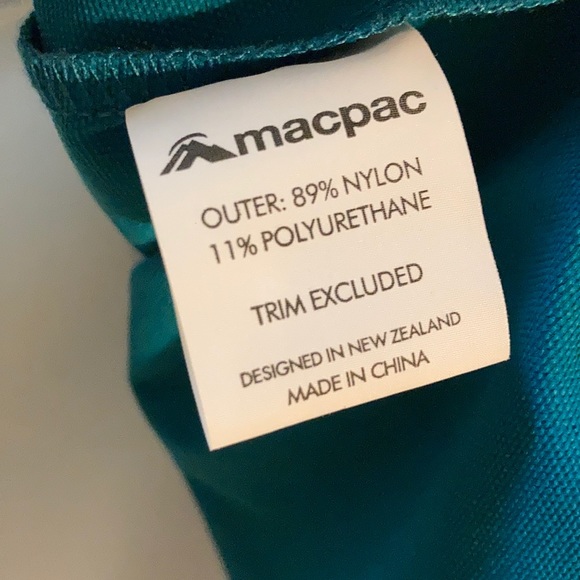 macpac
OUTER: 89% NYLON
11% POLYURETHANE
TRIM EXCLUDED
DESIGNED IN NEW ZEALAND
MADE IN CHINA